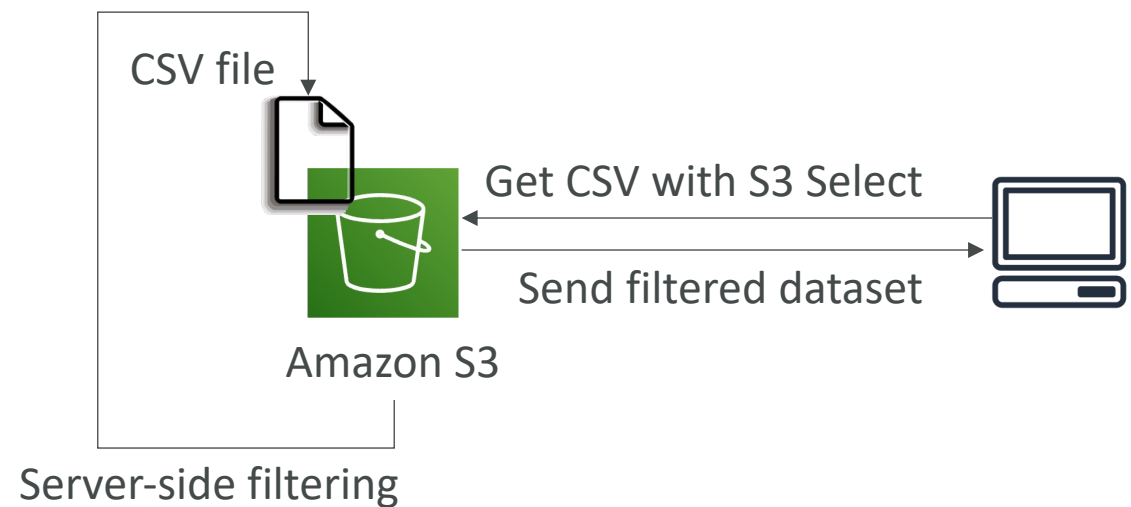 CSV file
Get CSV with S3 Select
Send filtered dataset
Amazon S3
Server-side filtering